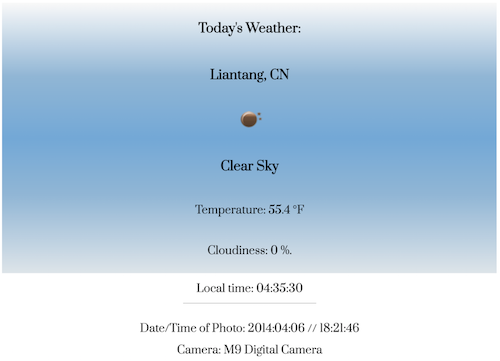 Today's Weather:
Liantang, CN
Clear Sky
Temperature: 55.4 °F
Cloudiness: 0 %.
Local time: 04:35:30
Date/Time of Photo: 2014:04:06 // 18:21:46
Camera: M9 Digital Camera